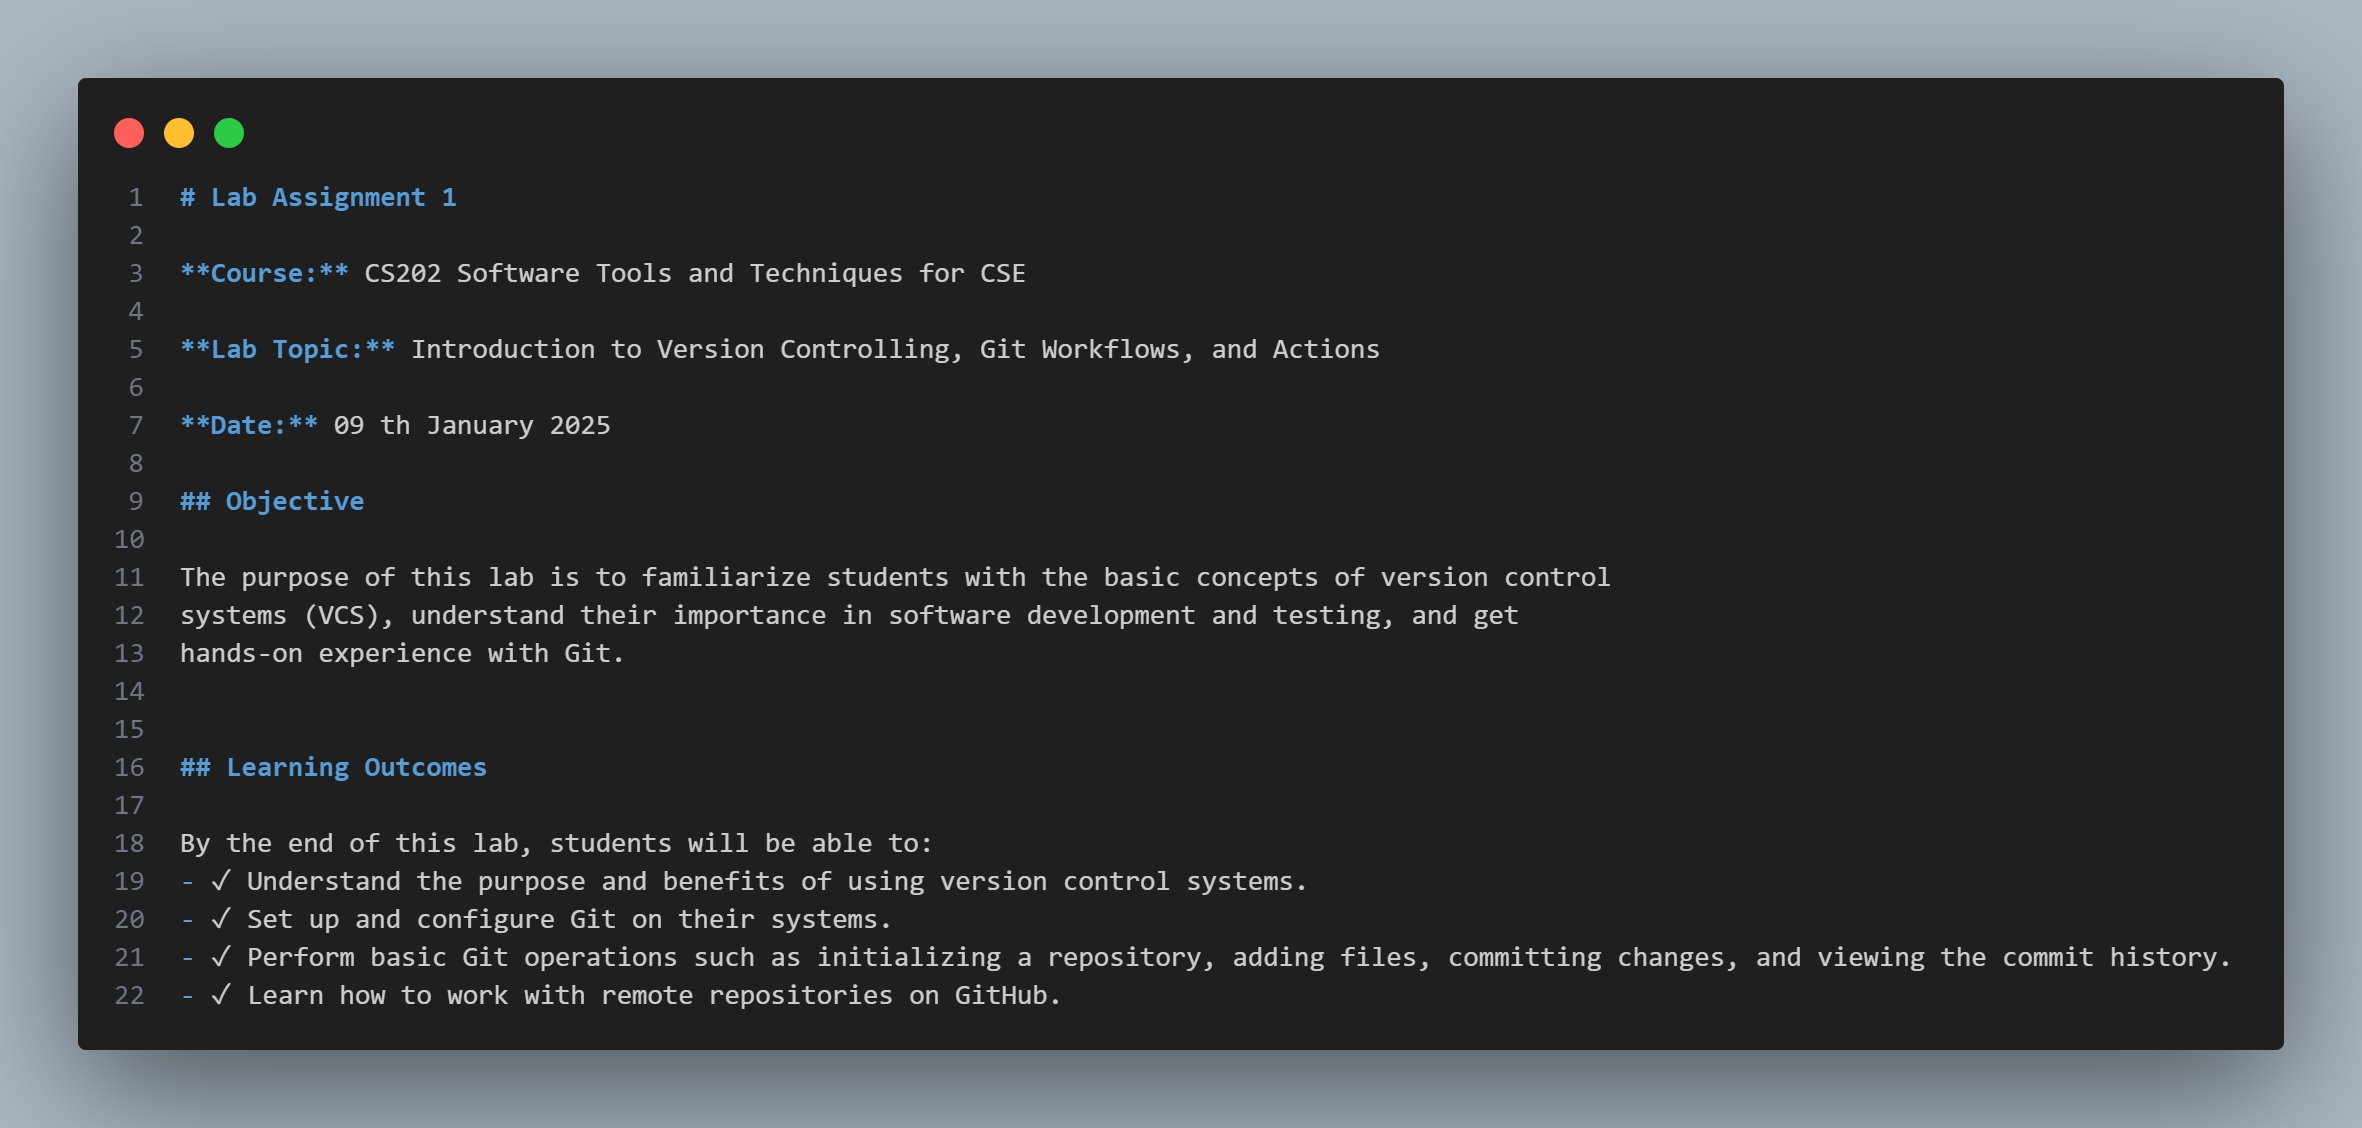 1 # Lab Assignment 1
2
3 **Course:** CS202 Software Tools and Techniques for CSE
4
5 **Lab Topic:** Introduction to Version Controlling, Git Workflows, and Actions
6
7 **Date:** 09 th January 2025
8
9 ## Objective
10
11 The purpose of this lab is to familiarize students with the basic concepts of version control
12 systems (VCS), understand their importance in software development and testing, and get
13 hands-on experience with Git.
14
15
16 ## Learning Outcomes
17
18 By the end of this lab, students will be able to:
19 - ✓ Understand the purpose and benefits of using version control systems.
20 - ✓ Set up and configure Git on their systems.
21 - ✓ Perform basic Git operations such as initializing a repository, adding files, committing changes, and viewing the commit history.
22 - ✓ Learn how to work with remote repositories on GitHub.